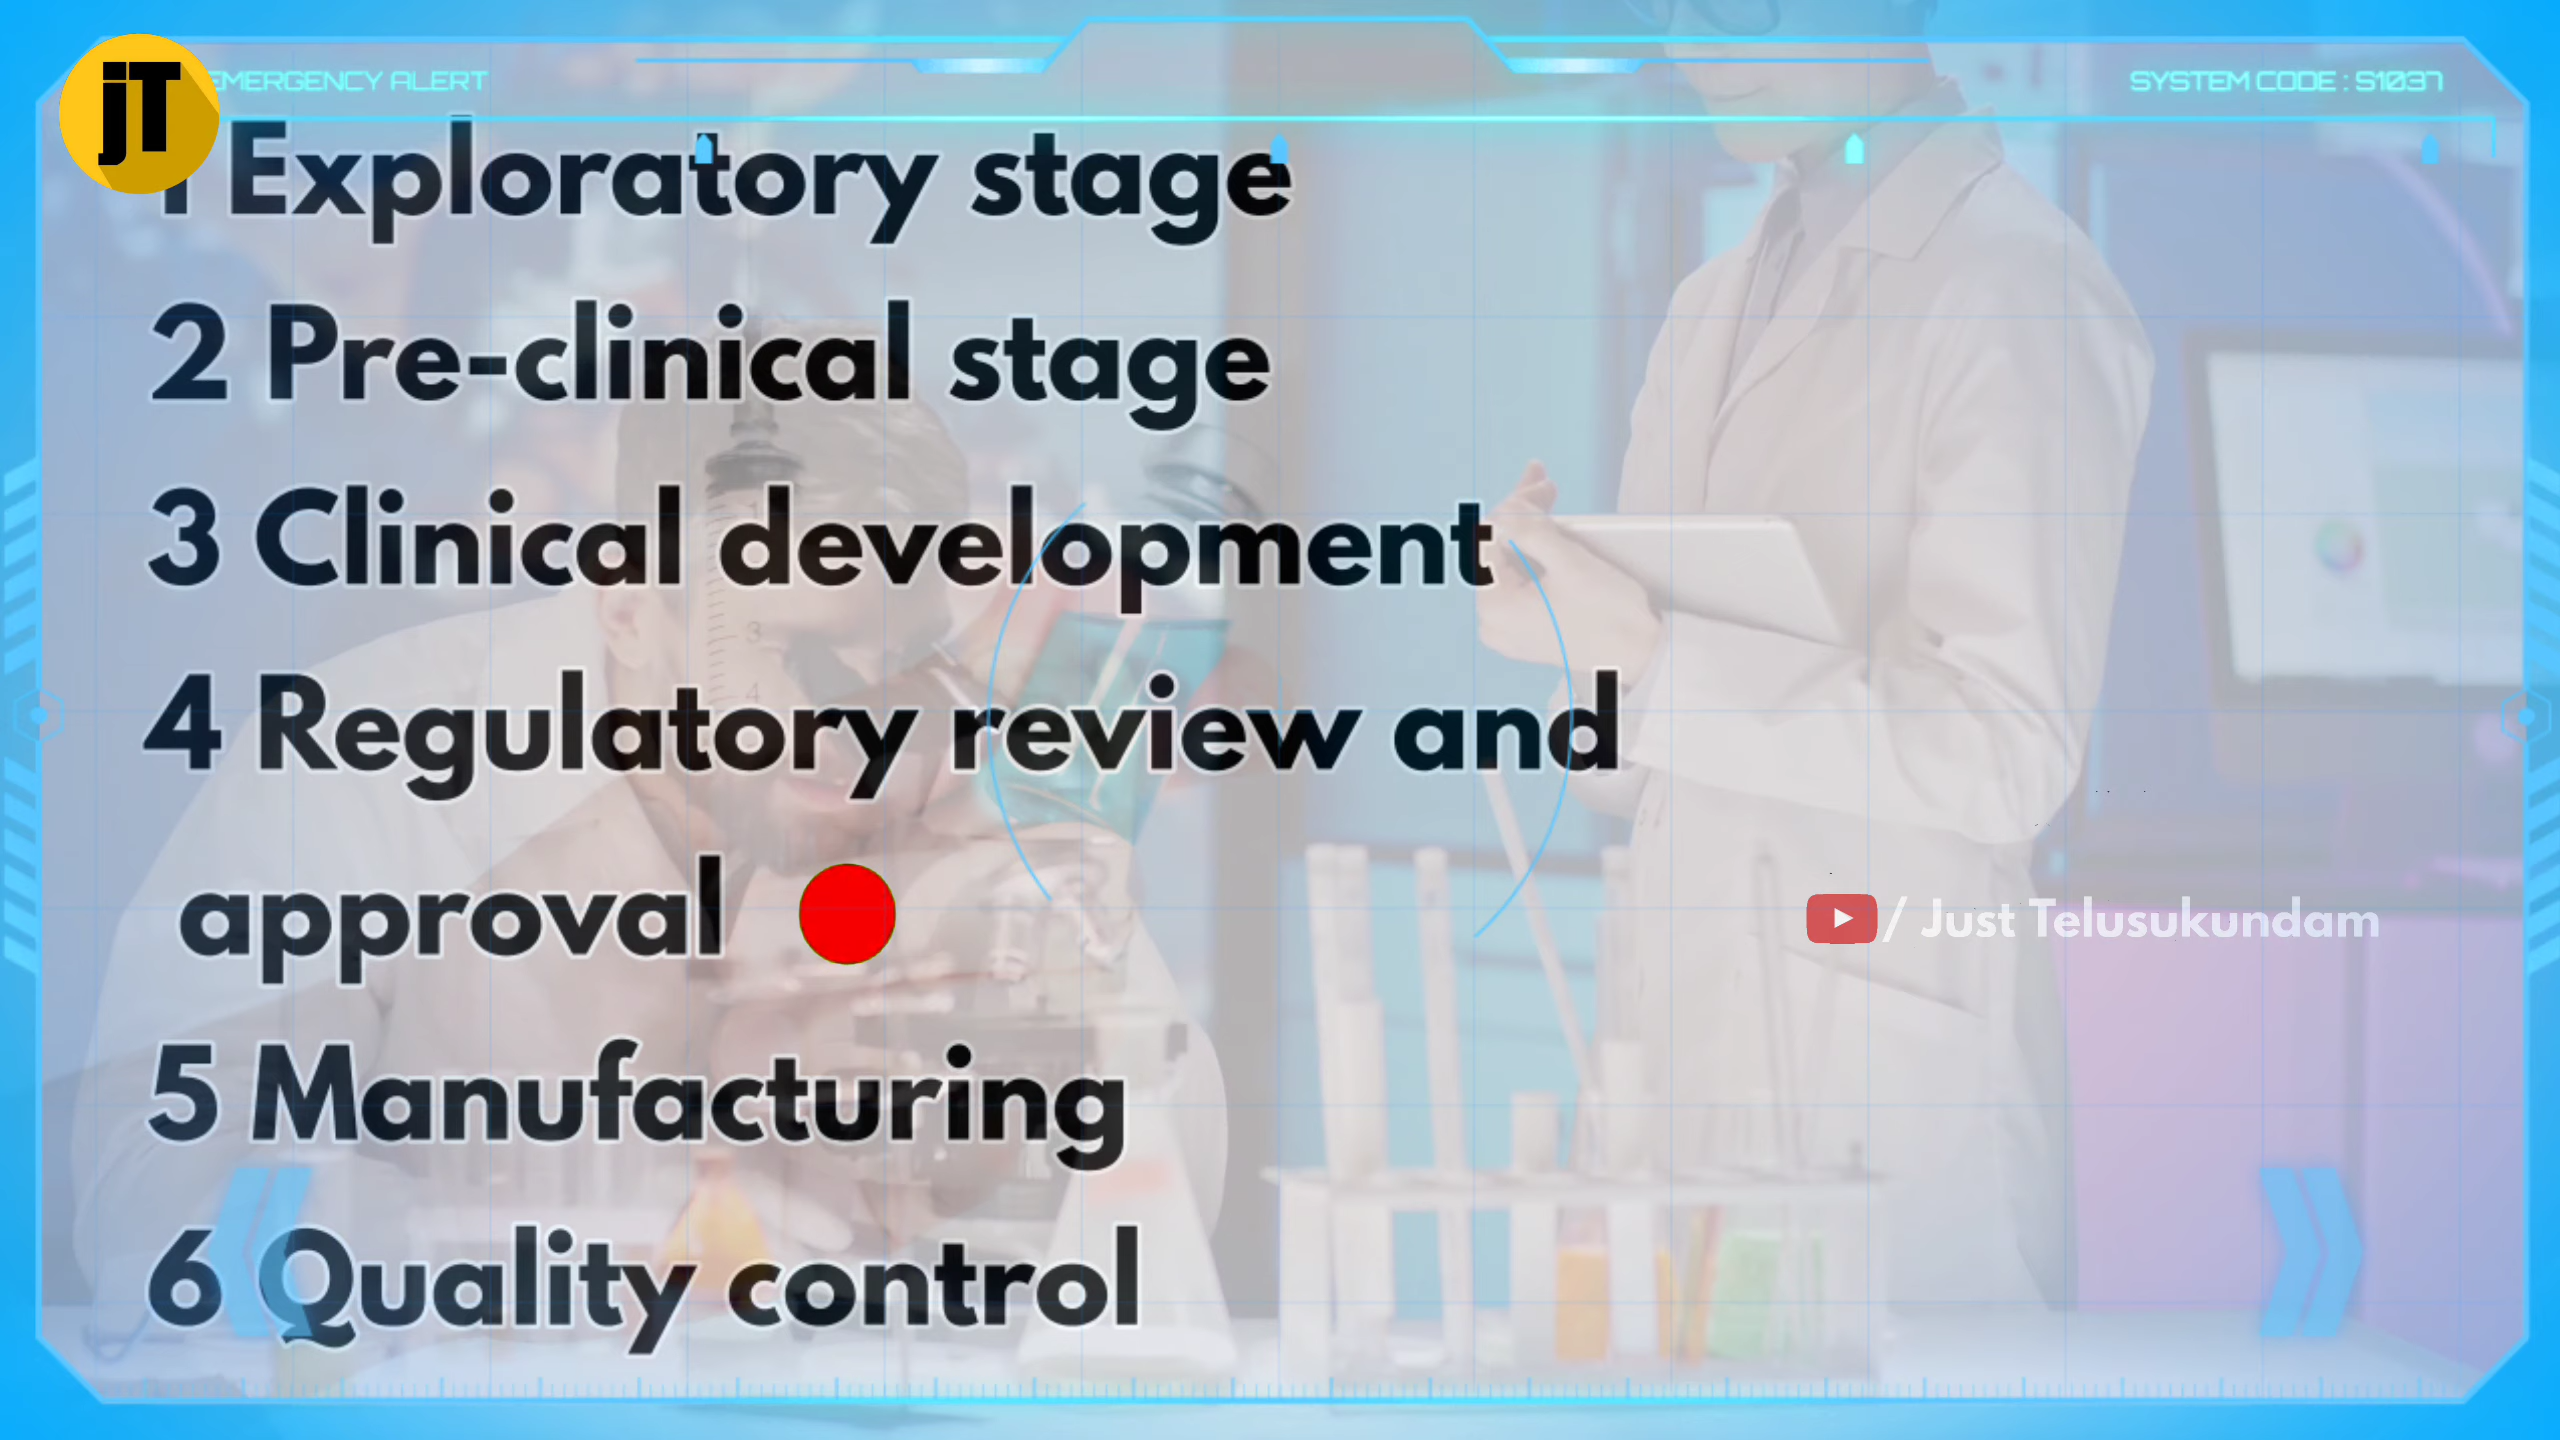 jT
EMERGENCY ALERT
SYSTEM CODE : S1037
1 Exploratory stage
2 Pre-clinical stage
3 Clinical development
4 Regulatory review and
approval
/ Just Telusukundam
5 Manufacturing
6 Quality control